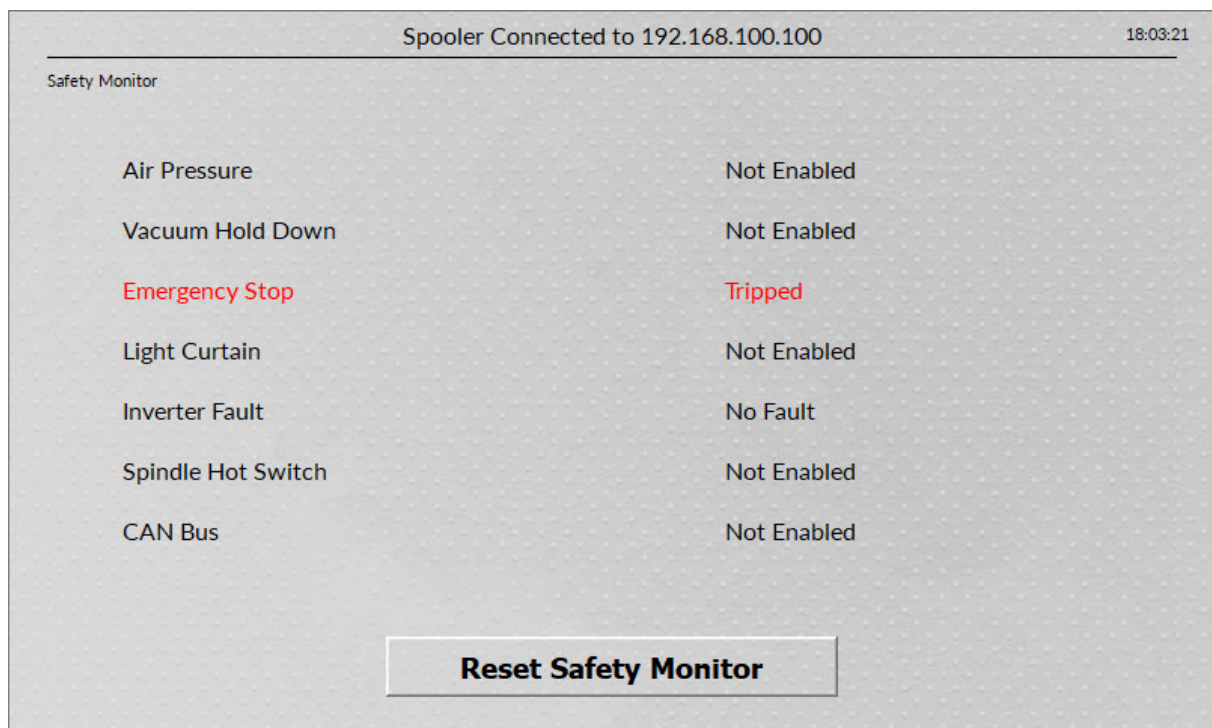 Spooler Connected to 192.168.100.100 18:03:21
Safety Monitor
Air Pressure Not Enabled
Vacuum Hold Down Not Enabled
Emergency Stop Tripped
Light Curtain Not Enabled
Inverter Fault No Fault
Spindle Hot Switch Not Enabled
CAN Bus Not Enabled
Reset Safety Monitor